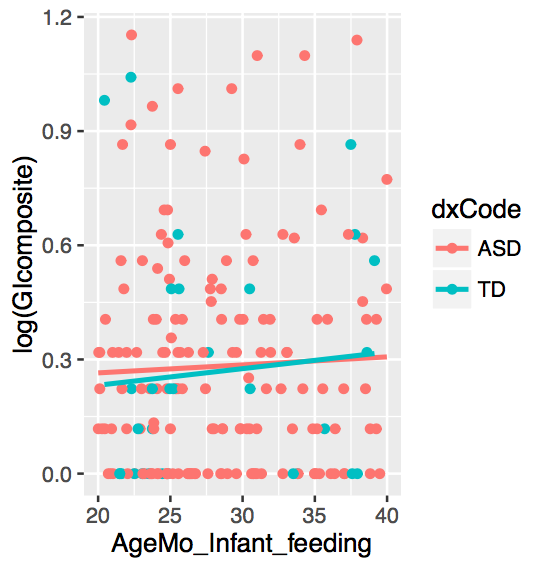 1.2
0.9
0.6
0.3
0.0
log(GIcomposite)
20 25 30 35 40
AgeMo_Infant_feeding
dxCode
ASD
TD